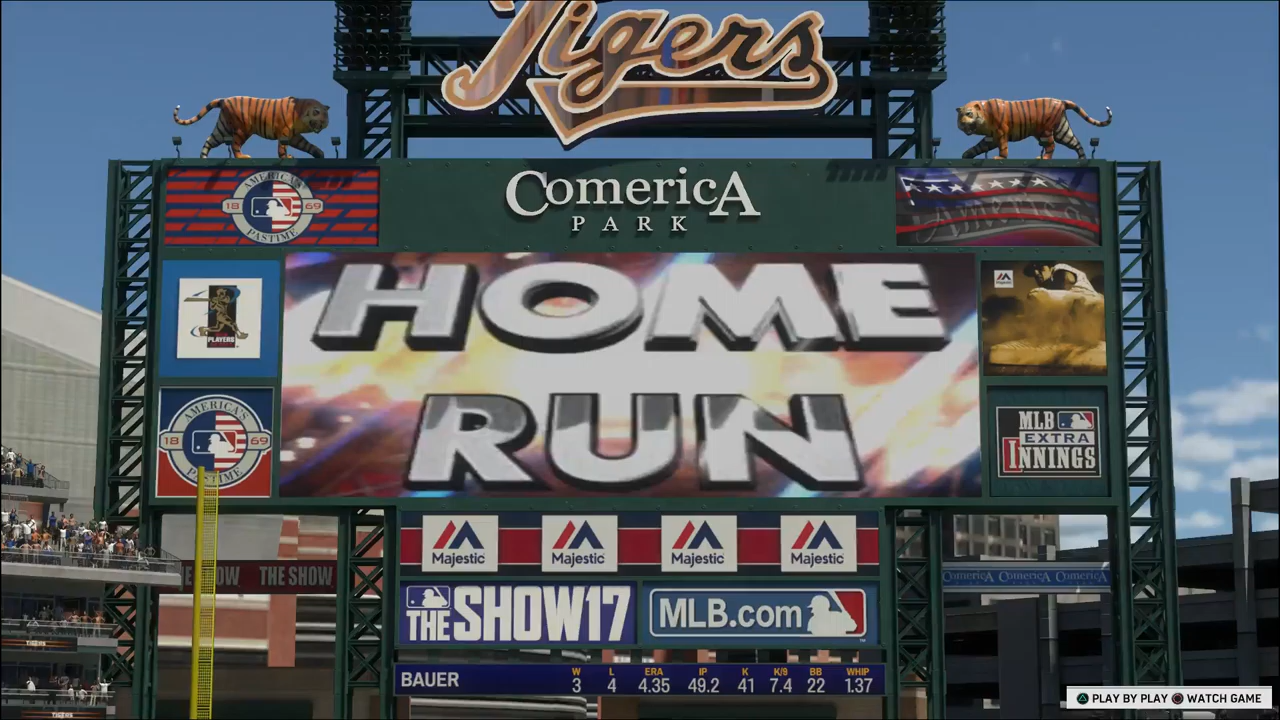 Tigers
ComericA
PARK
AMERICA'S
18 69
PASTIME
America
HOME
RUN
PLAYERS
AMERICA'S
18 69
PASTIME
MLB
EXTRA
INNINGS
Majestic Majestic Majestic Majestic
THE SHOW
ComericA ComericA ComericA
THE SHOW17
MLB.com
BAUER
W L ERA IP K K/9 BB WHIP
3 4 4.35 49.2 41 7.4 22 1.37
PLAY BY PLAY WATCH GAME